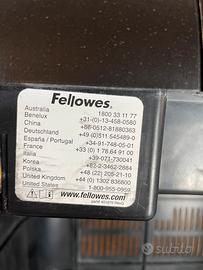 Fellowes®
Australia 1800 33 11 77
Benelux +31-(0)-13-458-0580
China +86-0512-81880363
Deutschland +49 (0)511 545489-0
España / Portugal +34-91-748-05-01
France +33 (0) 1 78 64 91 00
Italia +39-071-730041
Korea +82-2-3462-2884
Polska +48 (22) 205-21-10
United Kingdom +44 (0) 1302 836800
United States 1-800-955-0959
www.fellowes.com
subito